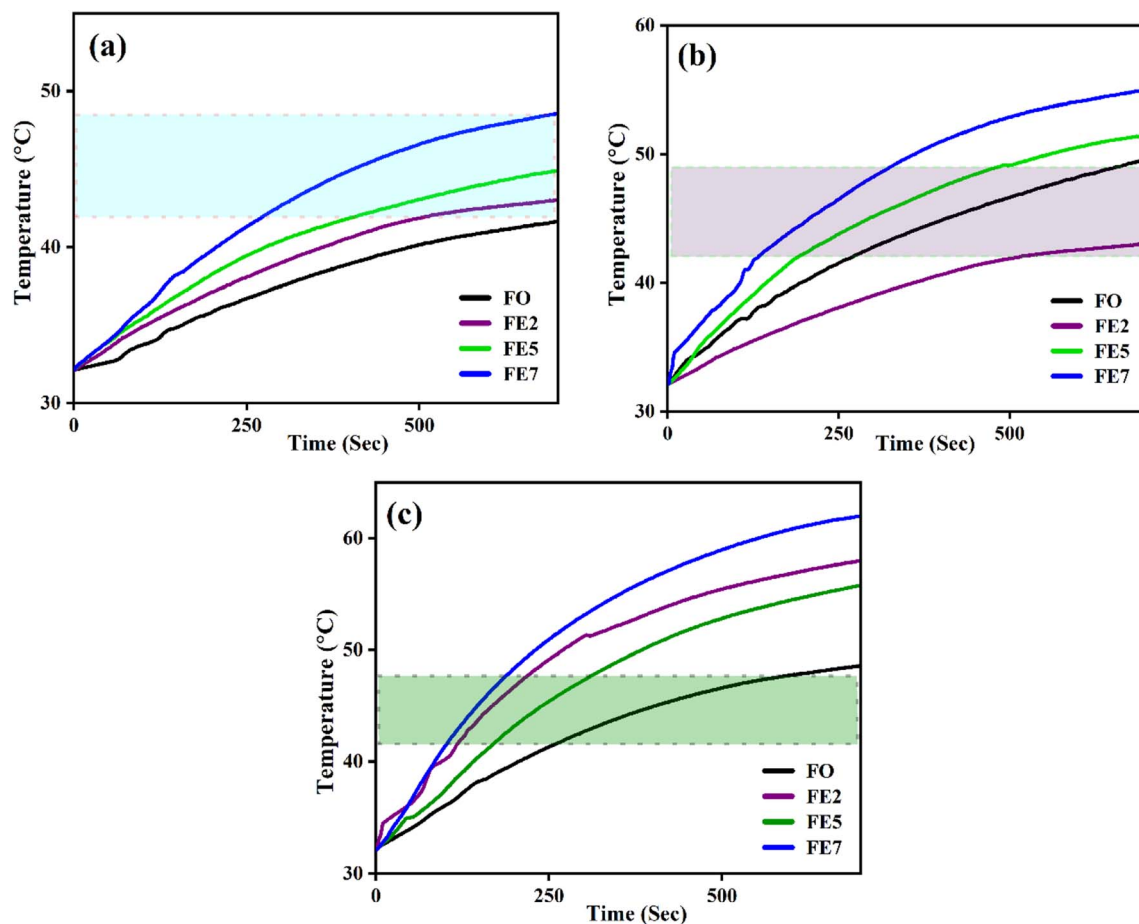 (a)
Temperature (°C)
50
40
30
FO
FE2
FE5
FE7
0
250
500
Time (Sec)
(b)
Temperature (°C)
60
50
40
30
FO
FE2
FE5
FE7
0
250
500
Time (Sec)
(c)
Temperature (°C)
60
50
40
30
FO
FE2
FE5
FE7
0
250
500
Time (Sec)